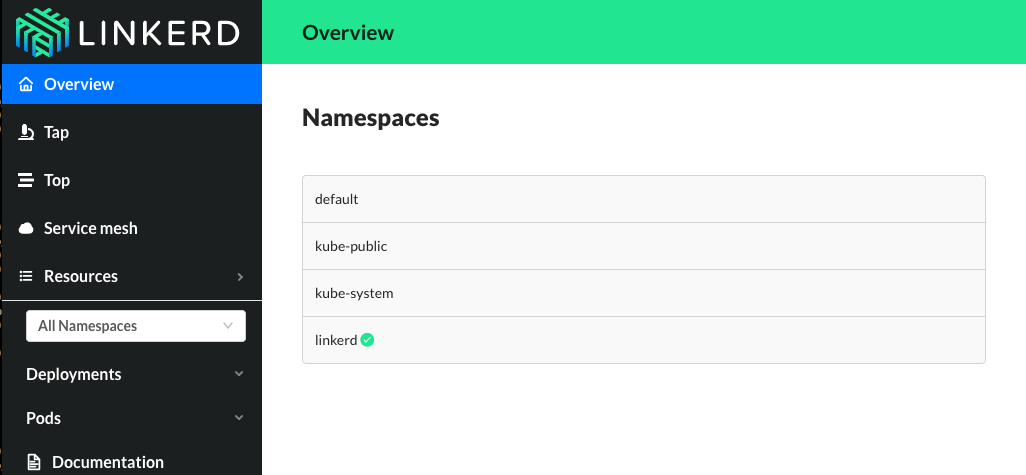 LINKERD
Overview
Tap
Top
Service mesh
Resources
All Namespaces
Deployments
Pods
Documentation
Overview
Namespaces
default
kube-public
kube-system
linkerd